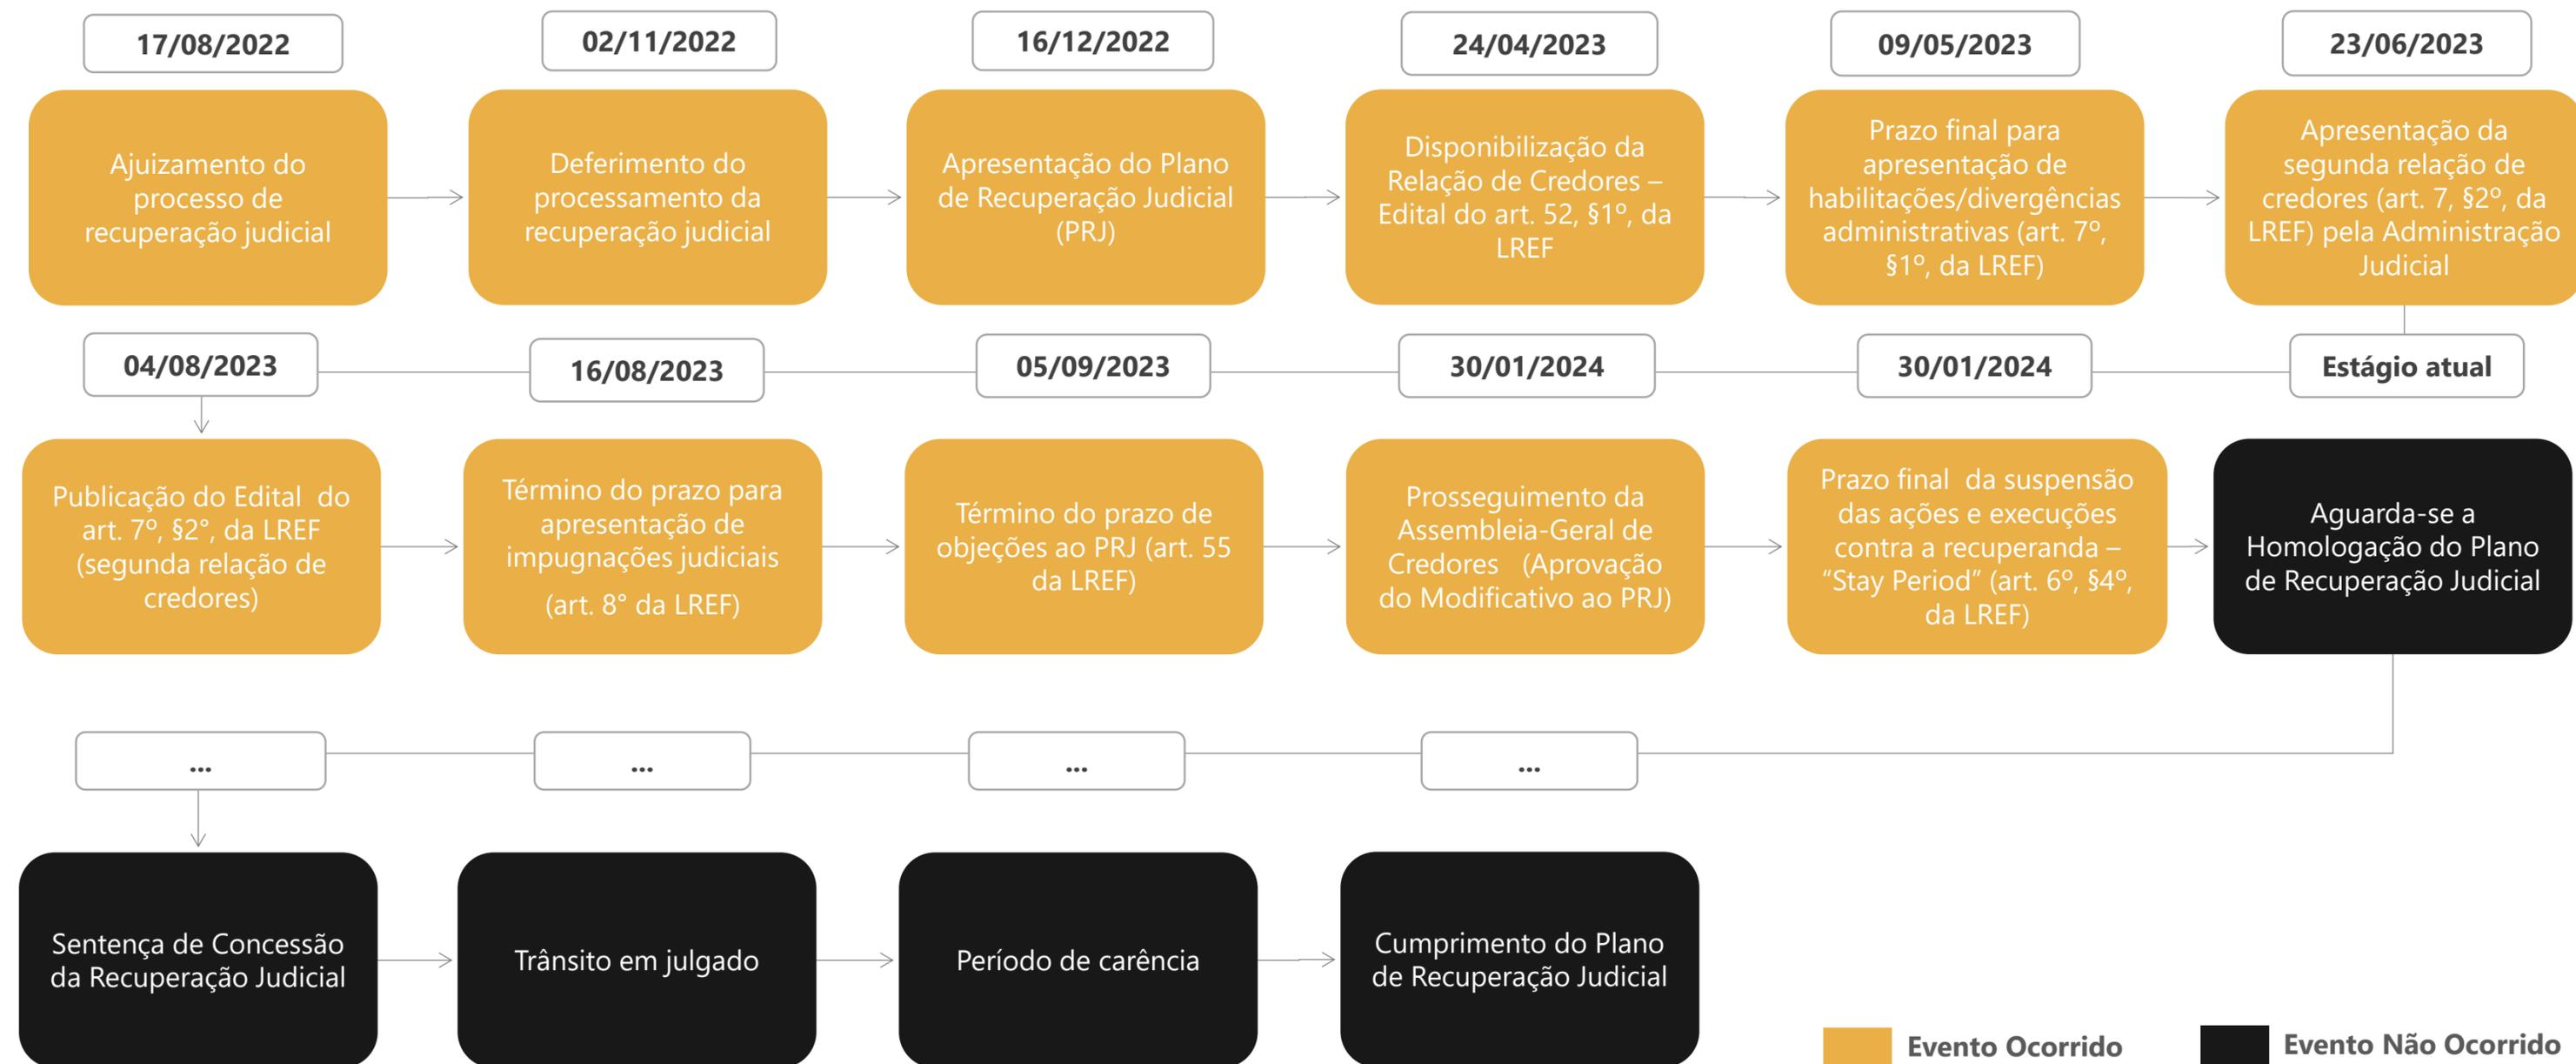 17/08/2022
02/11/2022
16/12/2022
24/04/2023
09/05/2023
23/06/2023
Ajuizamento do
processo de
recuperação judicial
Deferimento do
processamento da
recuperação judicial
Apresentação do Plano
de Recuperação Judicial
(PRJ)
Disponibilização da
Relação de Credores –
Edital do art. 52, §1º, da
LREF
Prazo final para
apresentação de
habilitações/divergências
administrativas (art. 7º,
§1º, da LREF)
Apresentação da
segunda relação de
credores (art. 7, §2º, da
LREF) pela Administração
Judicial
04/08/2023
16/08/2023
05/09/2023
30/01/2024
30/01/2024
Estágio atual
Publicação do Edital do
art. 7º, §2°, da LREF
(segunda relação de
credores)
Término do prazo para
apresentação de
impugnações judiciais
(art. 8° da LREF)
Término do prazo de
objeções ao PRJ (art. 55
da LREF)
Prosseguimento da
Assembleia-Geral de
Credores (Aprovação
do Modificativo ao PRJ)
Prazo final da suspensão
das ações e execuções
contra a recuperanda –
“Stay Period” (art. 6º, §4º,
da LREF)
Aguarda-se a
Homologação do Plano
de Recuperação Judicial
...
...
...
...
Sentença de Concessão
da Recuperação Judicial
Trânsito em julgado
Período de carência
Cumprimento do Plano
de Recuperação Judicial
Evento Ocorrido
Evento Não Ocorrido